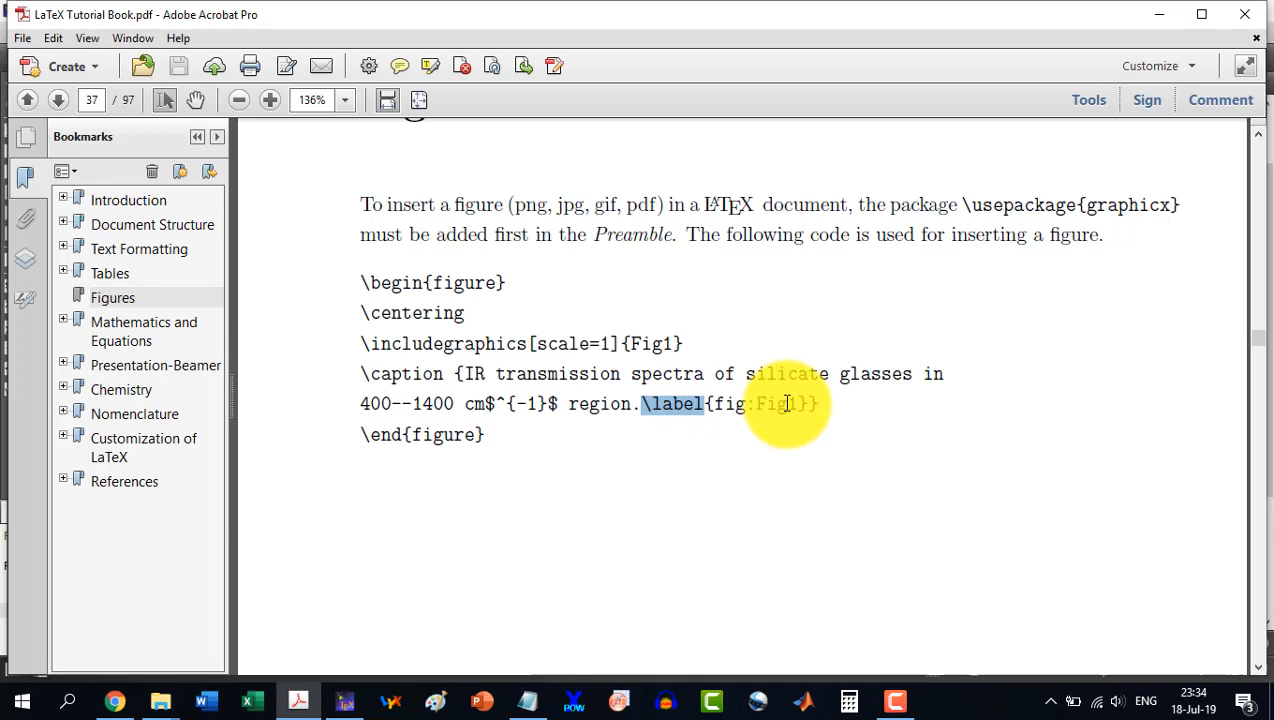 LaTeX Tutorial Book.pdf - Adobe Acrobat Pro
File Edit View Window Help
Create
Customize
37 / 97
136%
Tools Sign Comment
Bookmarks
Introduction
Document Structure
Text Formatting
Tables
Figures
Mathematics and
Equations
Presentation-Beamer
Chemistry
Nomenclature
Customization of
LaTeX
References
To insert a figure (png, jpg, gif, pdf) in a LATEX document, the package \usepackage{graphicx}
must be added first in the Preamble. The following code is used for inserting a figure.
\begin{figure}
\centering
\includegraphics[scale=1]{Fig1}
\caption {IR transmission spectra of silicate glasses in
400--1400 cm$^{-1}$ region.\label{fig:Fig1}}
\end{figure}
POW
ENG
23:34
18-Jul-19
3